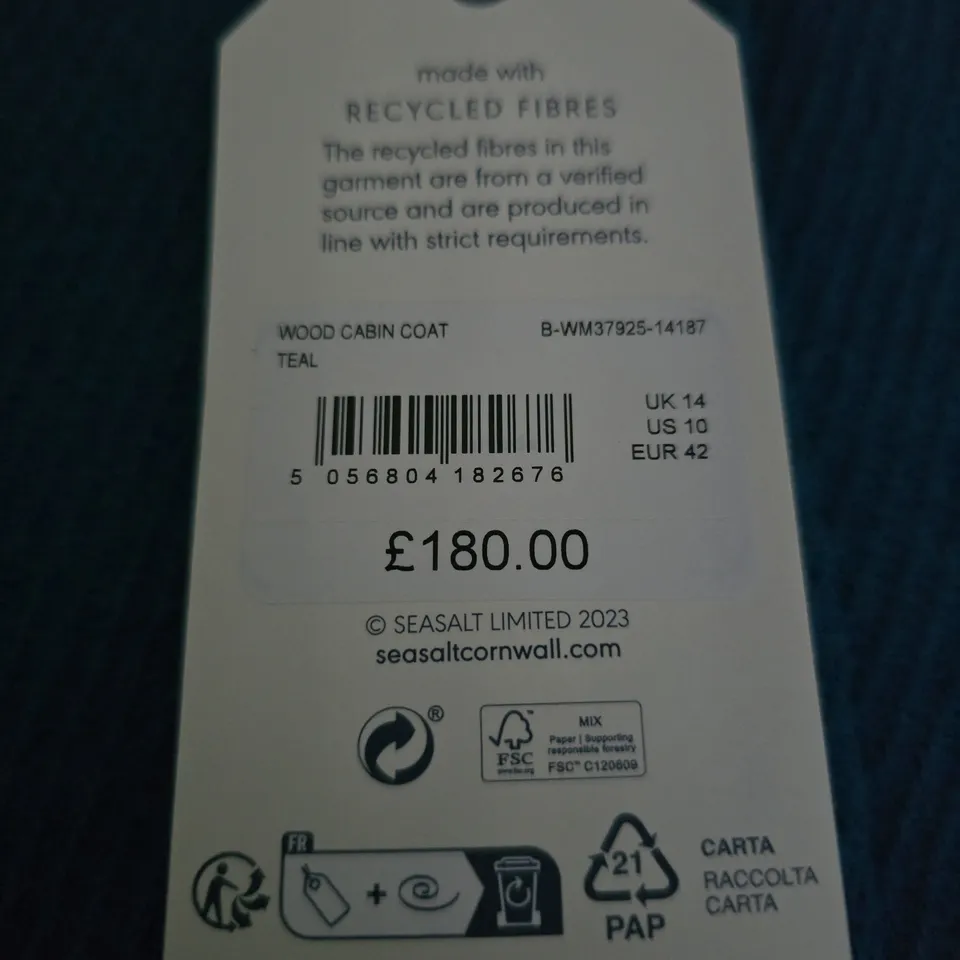 made with
RECYCLED FIBRES
The recycled fibres in this
garment are from a verified
source and are produced in
line with strict requirements.
WOOD CABIN COAT B-WM37925-14187
TEAL
UK 14
US 10
EUR 42
5 056804 182676
£180.00
© SEASALT LIMITED 2023
seasaltcornwall.com
®
FSC™
MIX
Paper | Supporting
responsible forestry
FSC™ C120609
FR
+
21
PAP
CARTA
RACCOLTA
CARTA